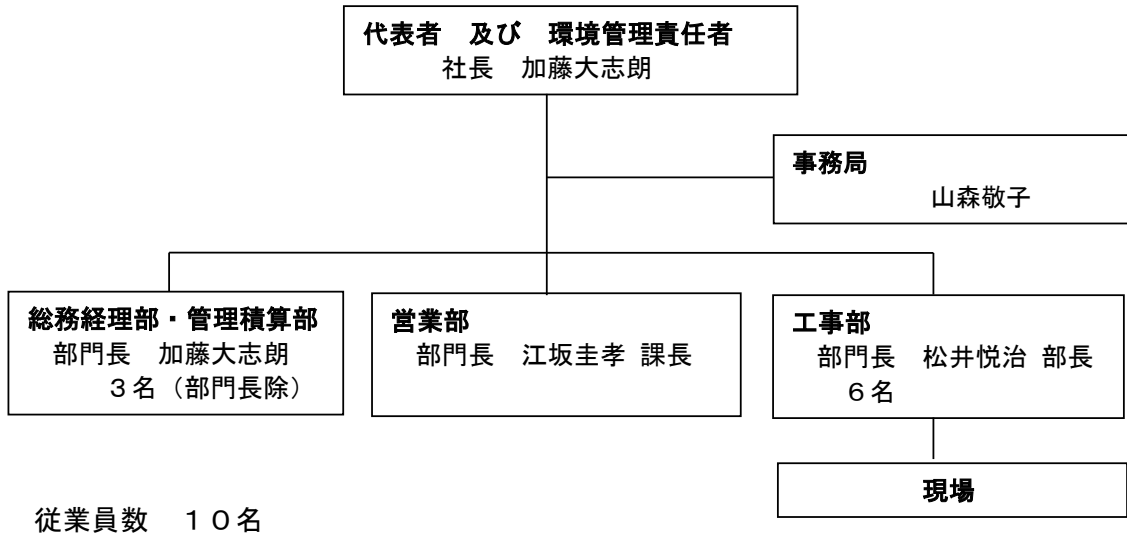 代表者　及び　環境管理責任者
社長　加藤大志朗
事務局
山森敬子
総務経理部・管理積算部
部門長　加藤大志朗
３名（部門長除）
営業部
部門長　江坂圭孝 課長
工事部
部門長　松井悦治 部長
６名
現場
従業員数　１０名